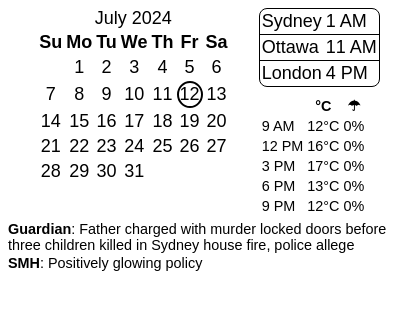 July 2024
Su Mo Tu We Th Fr Sa
1 2 3 4 5 6
7 8 9 10 11 12 13
14 15 16 17 18 19 20
21 22 23 24 25 26 27
28 29 30 31
Sydney 1 AM
Ottawa 11 AM
London 4 PM
°C ☂
9 AM 12°C 0%
12 PM 16°C 0%
3 PM 17°C 0%
6 PM 13°C 0%
9 PM 12°C 0%
Guardian: Father charged with murder locked doors before
three children killed in Sydney house fire, police allege
SMH: Positively glowing policy